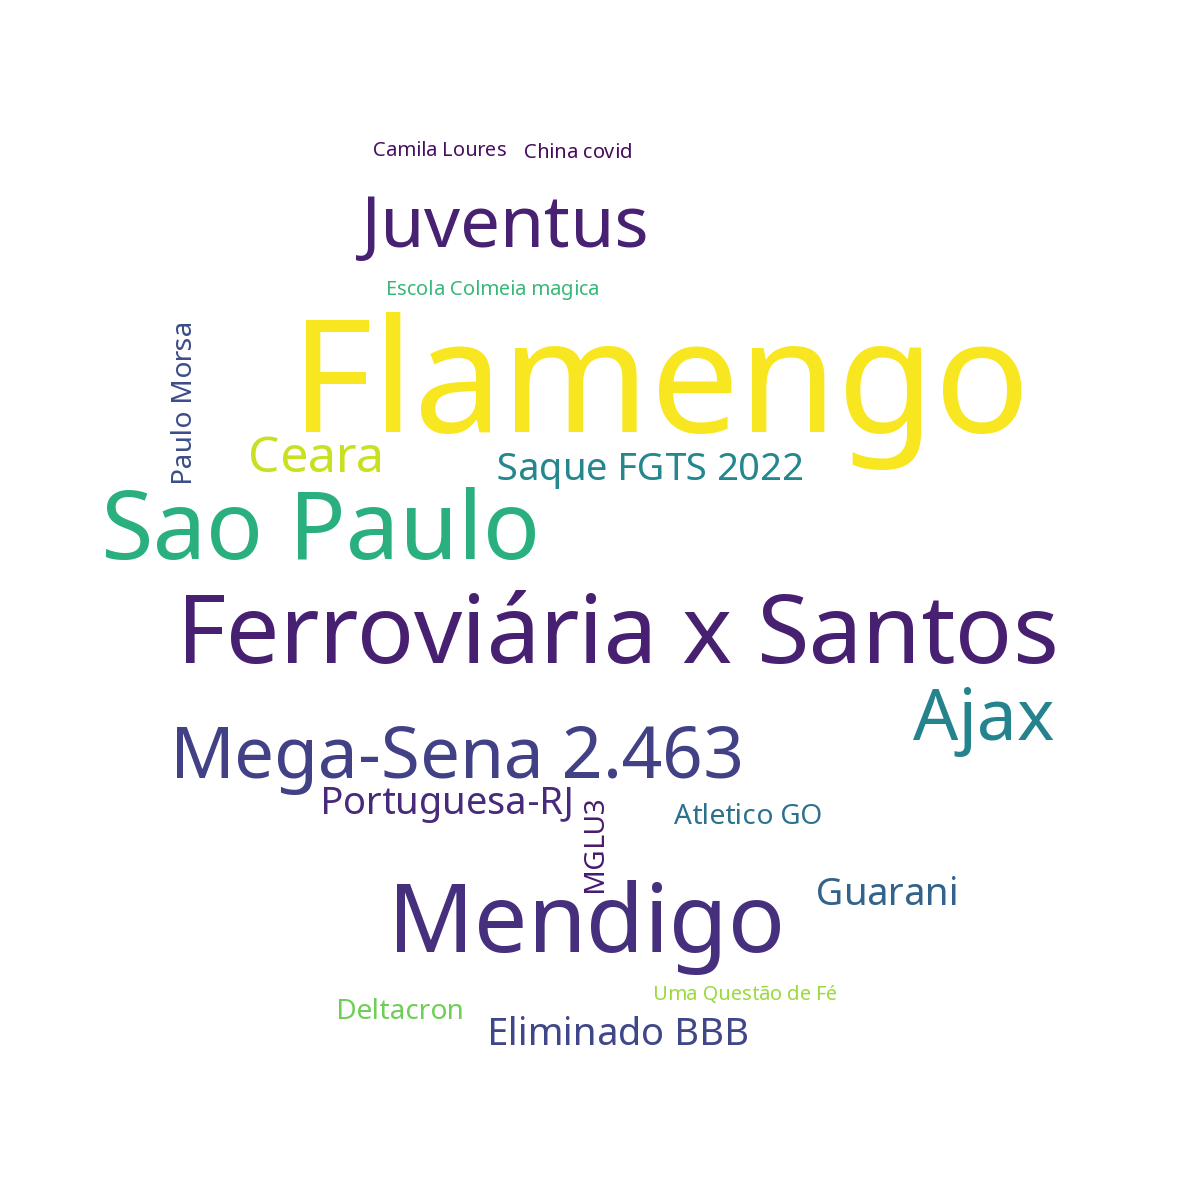 Camila Loures
China covid
Juventus
Escola Colmeia magica
Flamengo
Paulo Morsa
Ceara
Saque FGTS 2022
Sao Paulo
Ferroviária x Santos
Ajax
Mega-Sena 2.463
Portuguesa-RJ
MGLU3
Atletico GO
Mendigo
Guarani
Uma Questão de Fé
Deltacron
Eliminado BBB